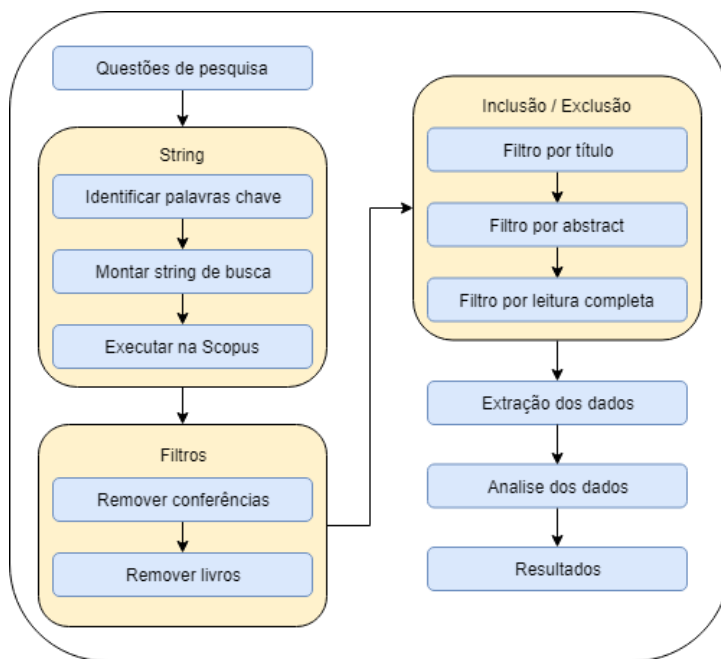 Questões de pesquisa
String
Identificar palavras chave
Montar string de busca
Executar na Scopus
Filtros
Remover conferências
Remover livros
Inclusão / Exclusão
Filtro por título
Filtro por abstract
Filtro por leitura completa
Extração dos dados
Analise dos dados
Resultados